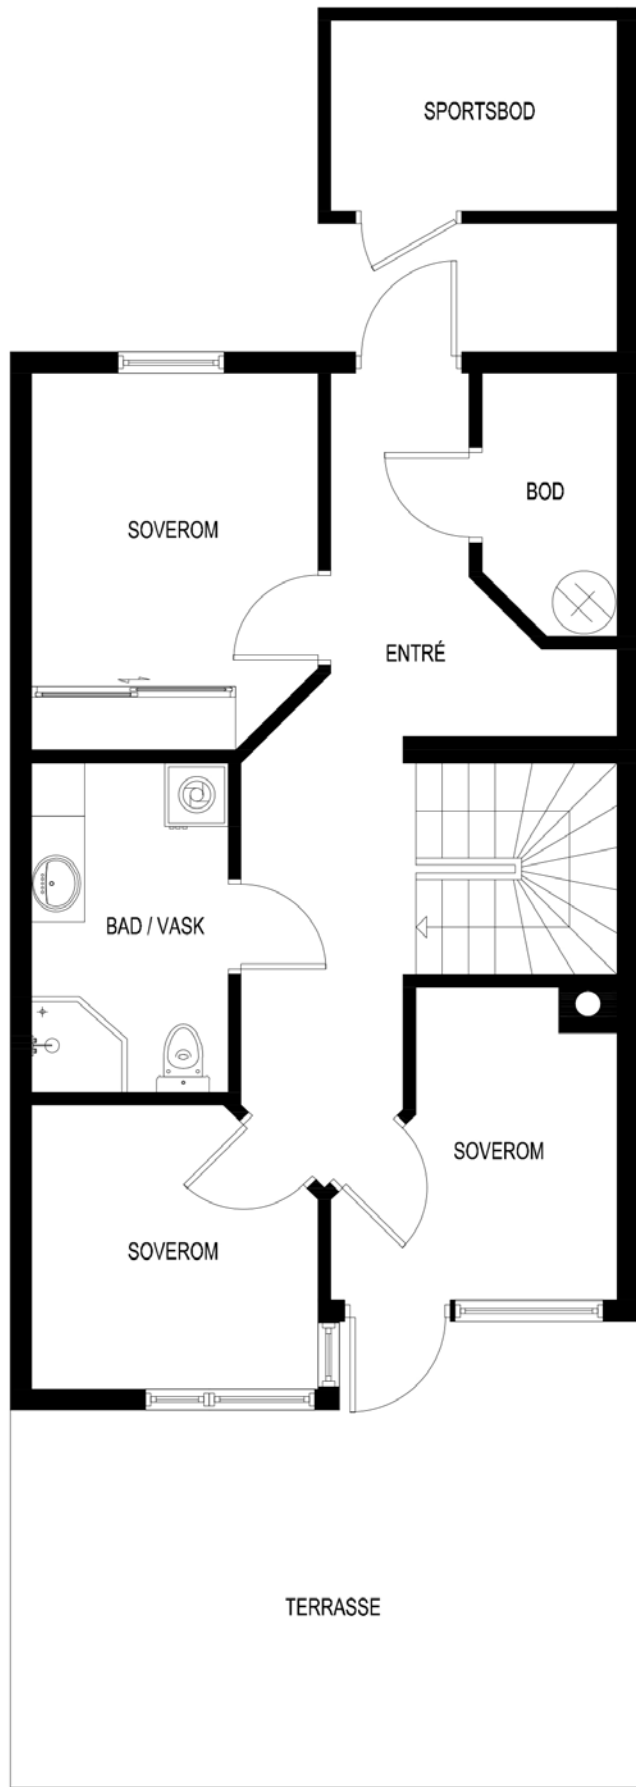 SPORTSBOD
BOD
SOVEROM
ENTRÉ
BAD / VASK
SOVEROM
SOVEROM
TERRASSE